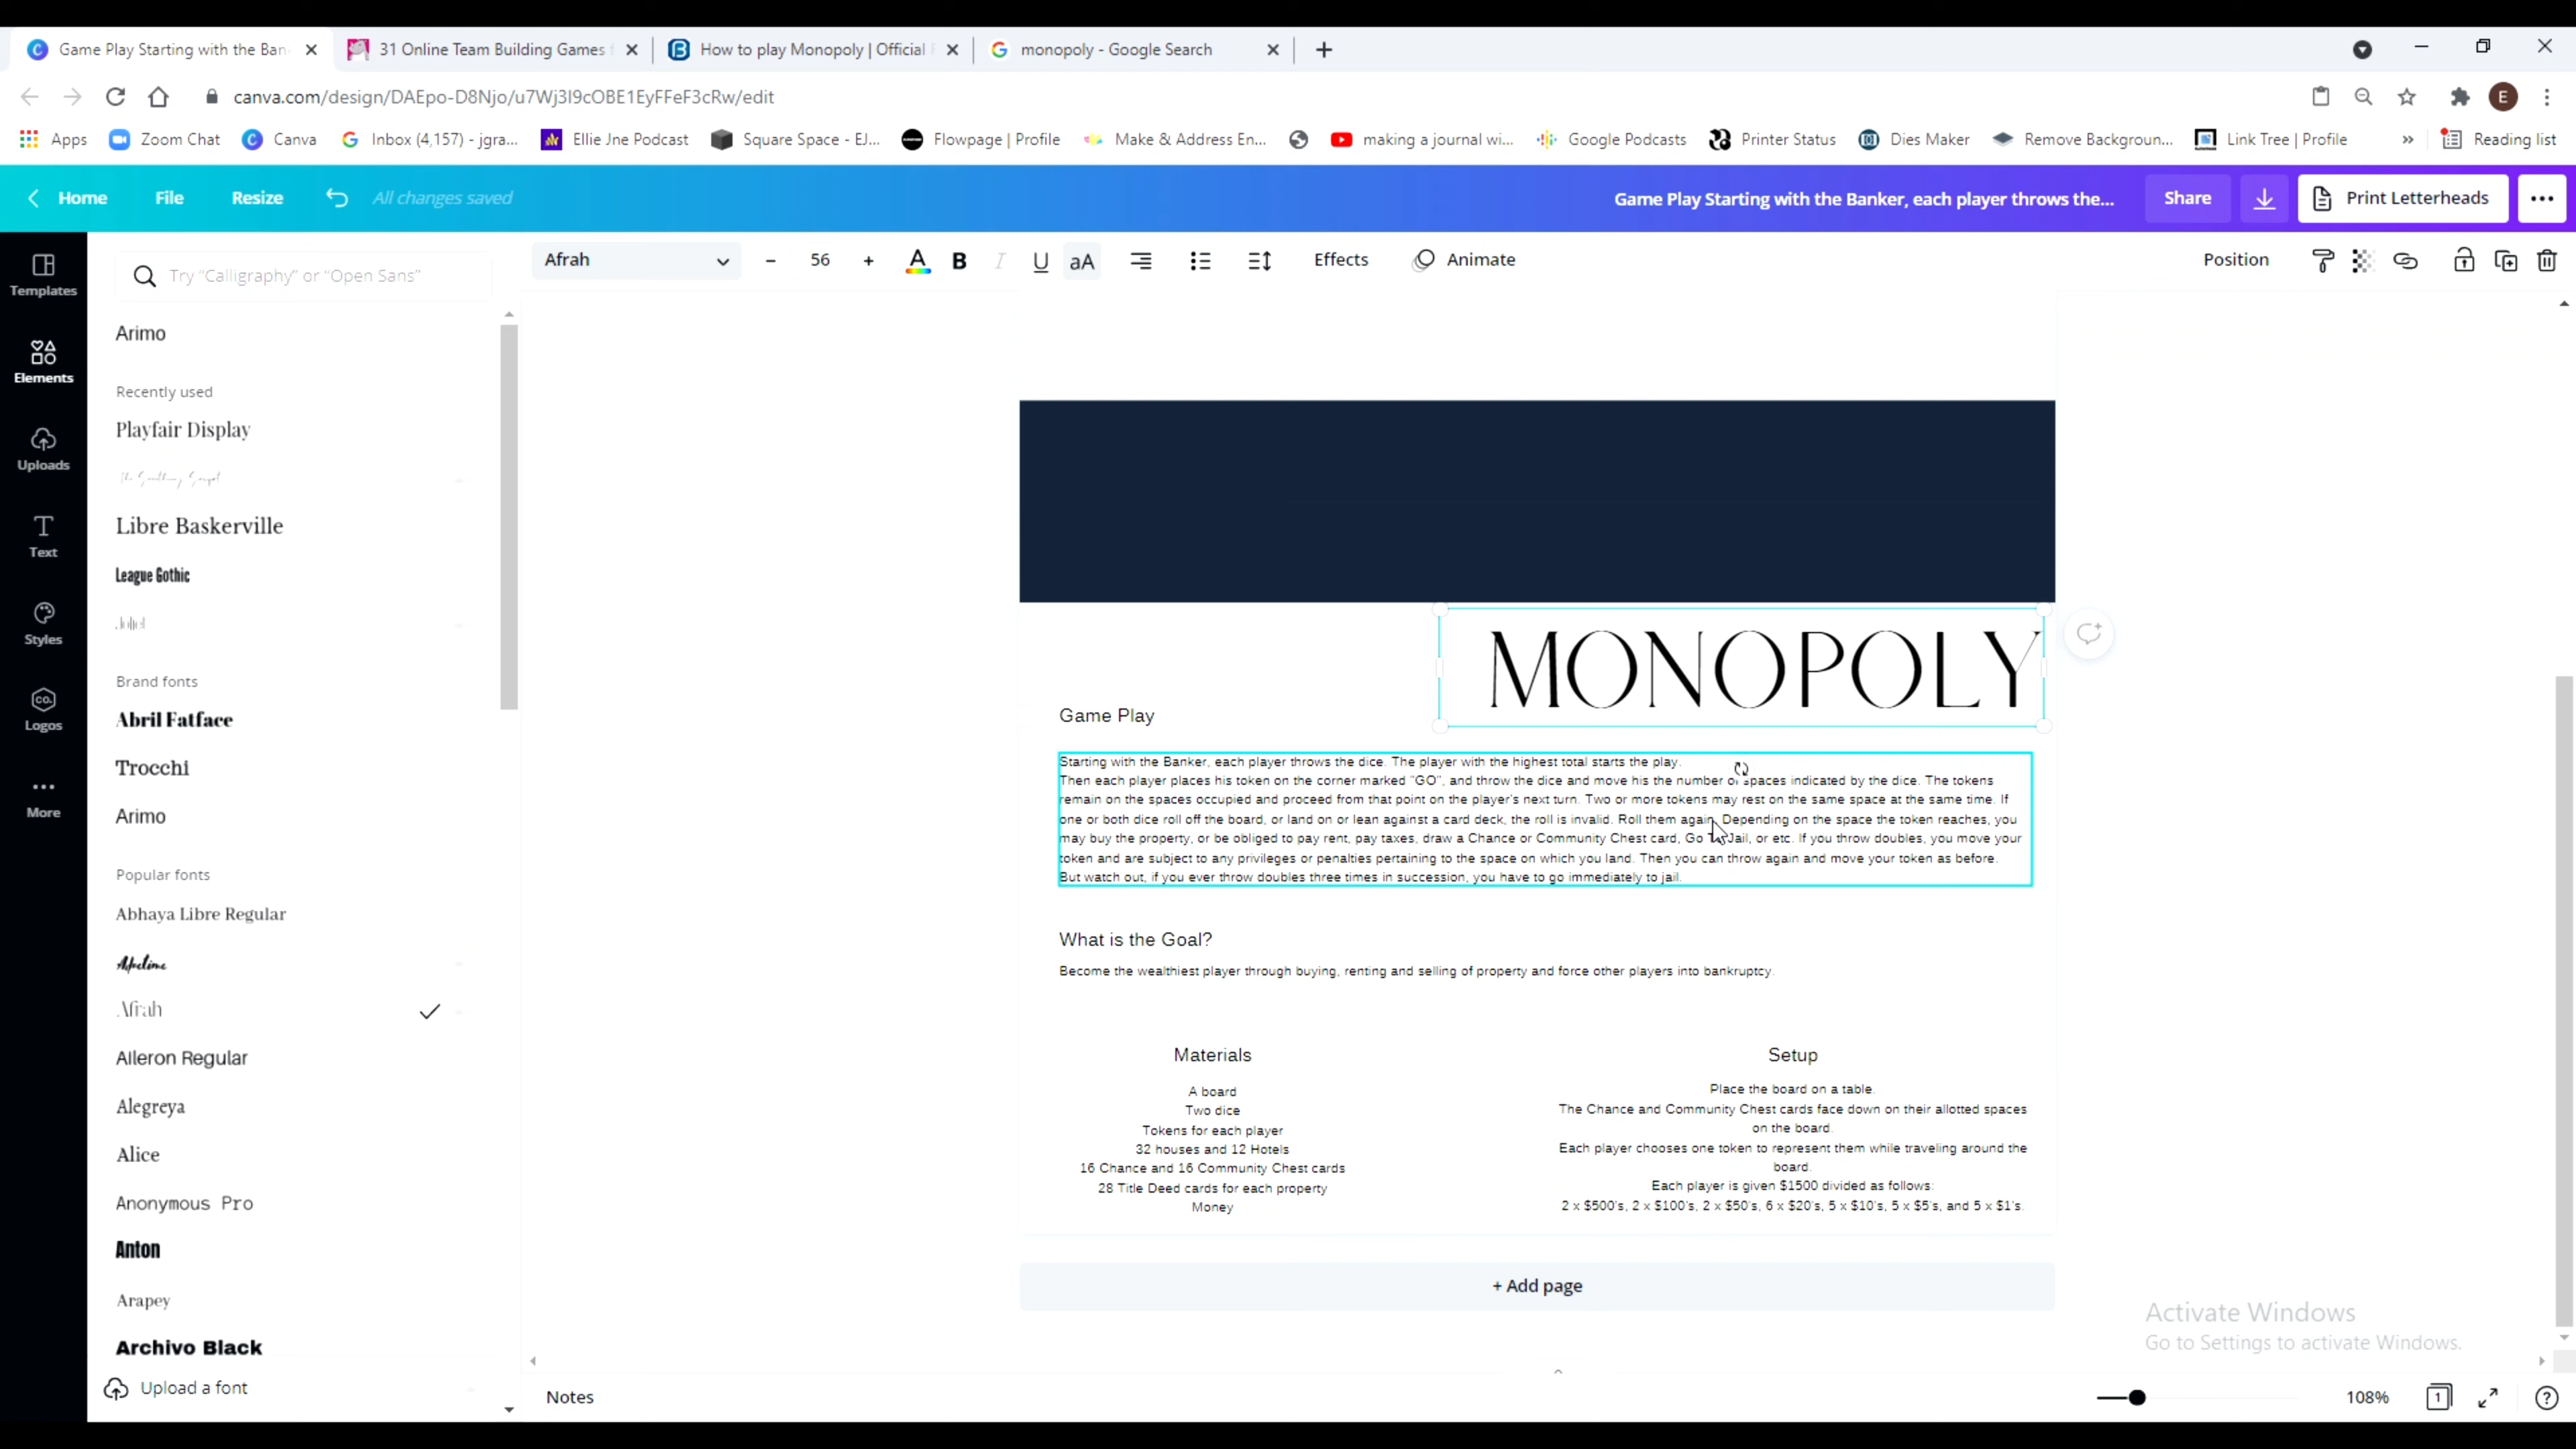 Game Play Starting with the Ban
31 Online Team Building Games f
How to play Monopoly | Official
monopoly - Google Search
canva.com/design/DAEpo-D8Njo/u7Wj3I9cOBE1EyFFeF3cRw/edit
E
Apps
Zoom Chat
Canva
Inbox (4,157) - jgra...
Ellie Jne Podcast
Square Space - EJ...
Flowpage | Profile
Make & Address En...
making a journal wi...
Google Podcasts
Printer Status
Dies Maker
Remove Backgroun...
Link Tree | Profile
»
Reading list
Home
File
Resize
All changes saved
Game Play Starting with the Banker, each player throws the...
Share
Print Letterheads
Templates
Elements
Uploads
Text
Styles
Logos
More
Try "Calligraphy" or "Open Sans"
Afrah
- 56 +
A B I U aA
Effects
Animate
Position
Arimo
Recently used
Playfair Display
Libre Baskerville
League Gothic
Juliet
Brand fonts
Abril Fatface
Trocchi
Arimo
Popular fonts
Abhaya Libre Regular
Adeline
Afrah
Aileron Regular
Alegreya
Alice
Anonymous Pro
Anton
Arapey
Archivo Black
Upload a font
MONOPOLY
Game Play
Starting with the Banker, each player throws the dice. The player with the highest total starts the play.
Then each player places his token on the corner marked "GO", and throw the dice and move his the number of spaces indicated by the dice. The tokens
remain on the spaces occupied and proceed from that point on the player's next turn. Two or more tokens may rest on the same space at the same time. If
one or both dice roll off the board, or land on or lean against a card deck, the roll is invalid. Roll them again. Depending on the space the token reaches, you
may buy the property, or be obliged to pay rent, pay taxes, draw a Chance or Community Chest card, Go Jail, or etc. If you throw doubles, you move your
token and are subject to any privileges or penalties pertaining to the space on which you land. Then you can throw again and move your token as before.
But watch out, if you ever throw doubles three times in succession, you have to go immediately to jail.
What is the Goal?
Become the wealthiest player through buying, renting and selling of property and force other players into bankruptcy.
Materials
A board
Two dice
Tokens for each player
32 houses and 12 Hotels
16 Chance and 16 Community Chest cards
28 Title Deed cards for each property
Money
Setup
Place the board on a table.
The Chance and Community Chest cards face down on their allotted spaces
on the board.
Each player chooses one token to represent them while traveling around the
board.
Each player is given $1500 divided as follows:
2 x $500's, 2 x $100's, 2 x $50's, 6 x $20's, 5 x $10's, 5 x $5's, and 5 x $1's.
+ Add page
Activate Windows
Go to Settings to activate Windows.
Notes
108%
1
?